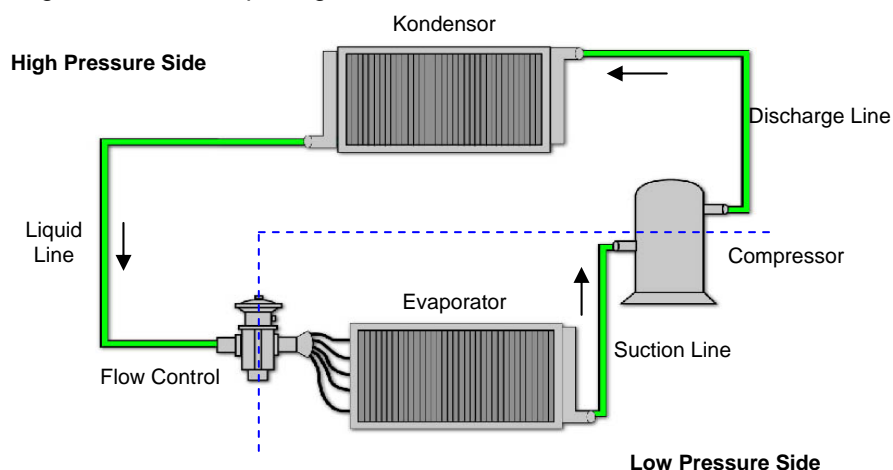 Kondensor
High Pressure Side
Discharge Line
Liquid
Line
Compressor
Evaporator
Suction Line
Flow Control
Low Pressure Side